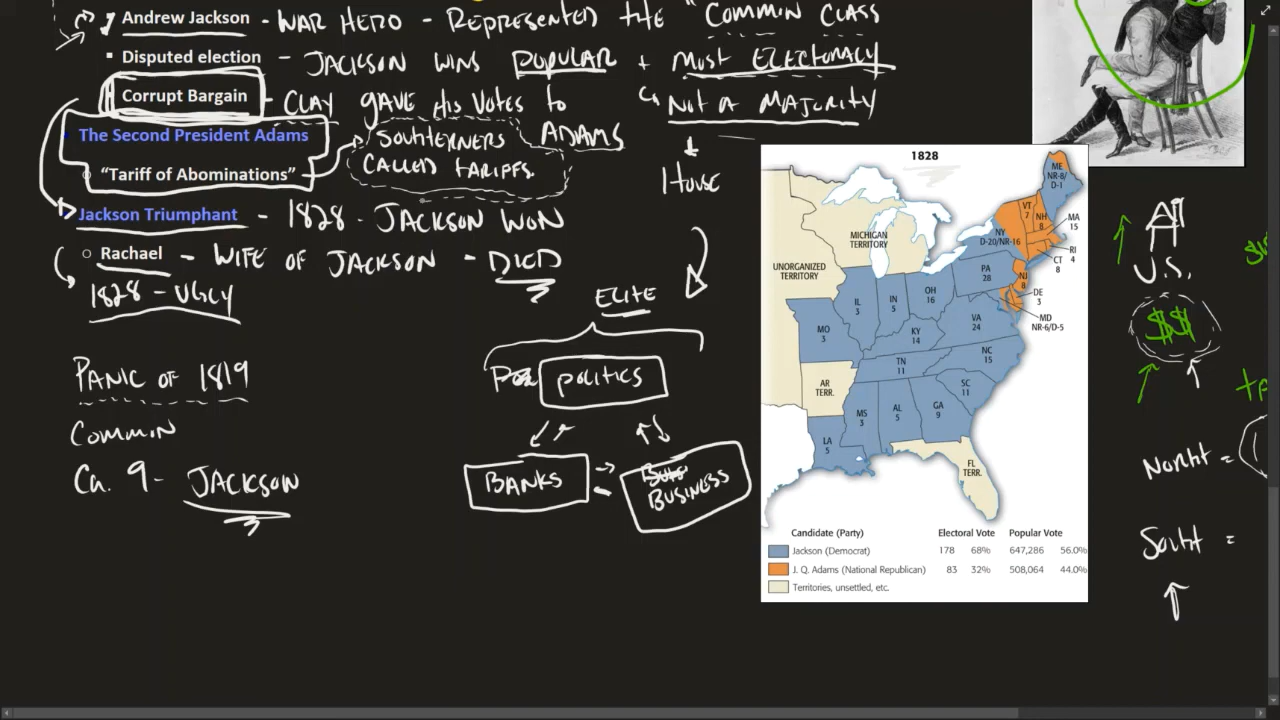 Andrew Jackson - WAR HERO - REPRESENTED THE "COMMIN CLASS
Disputed election - JACKSON WINS POPULAR + MOST ELECTORACY
Corrupt Bargain - CLAY GAVE HIS VOTES TO ADAMS
NOT A MAJORITY
HOUSE
The Second President Adams
SOUTHERNERS
CALLED TARIFFS.
"Tariff of Abominations"
Jackson Triumphant - 1828 - JACKSON WON
Rachael - WIFE OF JACKSON - DIED
1828 - UGLY
PANIC OF 1819
COMMIN
CH. 9 - JACKSON
ELITE
POLITICS
BANKS
BUSINESS
1828
ME
NR-8/
D-1
VT
7
NH
8
MA
15
NY
D-20/NR-16
RI
4
CT
8
MICHIGAN
TERRITORY
UNORGANIZED
TERRITORY
PA
28
NJ
8
DE
3
MD
NR-6/D-5
IL
3
IN
5
OH
16
VA
24
MO
3
KY
14
NC
15
TN
11
AR
TERR.
SC
11
MS
3
AL
5
GA
9
LA
5
FL
TERR.
Candidate (Party) Electoral Vote Popular Vote
Jackson (Democrat) 178 68% 647,286 56.0%
J. Q. Adams (National Republican) 83 32% 508,064 44.0%
Territories, unsettled, etc.
U.S.
$$
NORTH =
SOUTH =